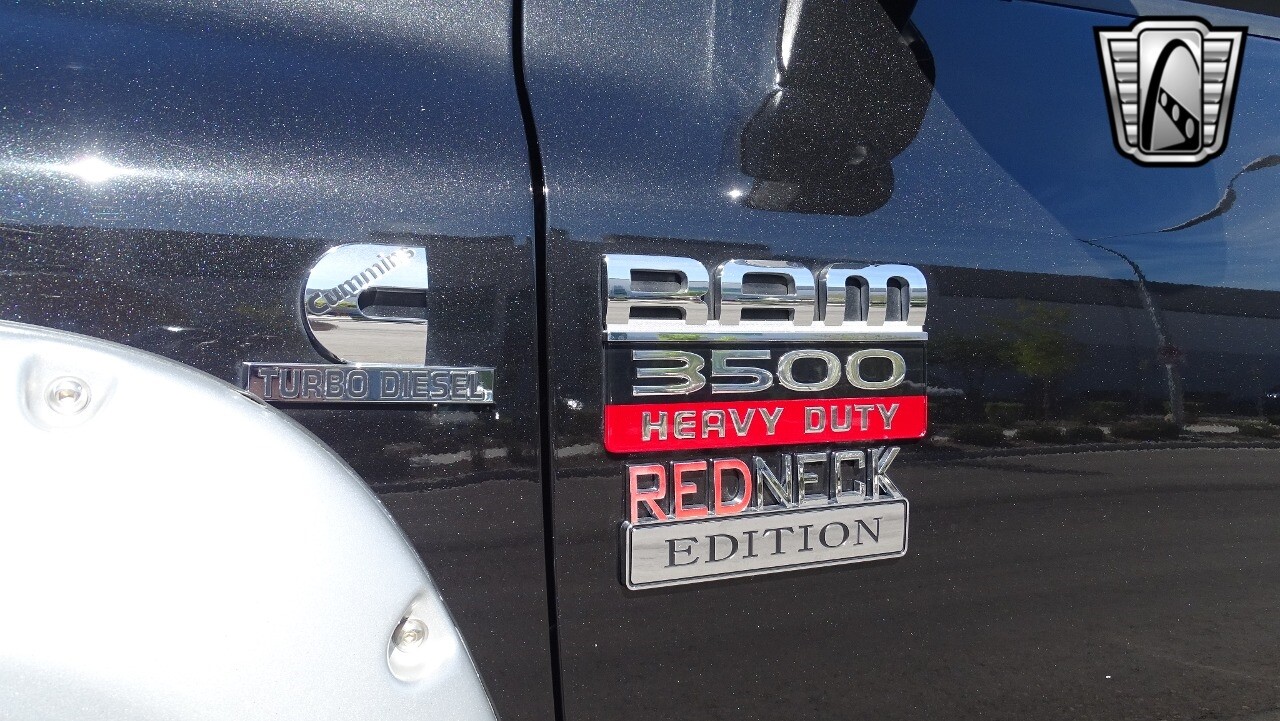 Cummins
TURBO DIESEL
RAM
3500
HEAVY DUTY
REDNECK
EDITION